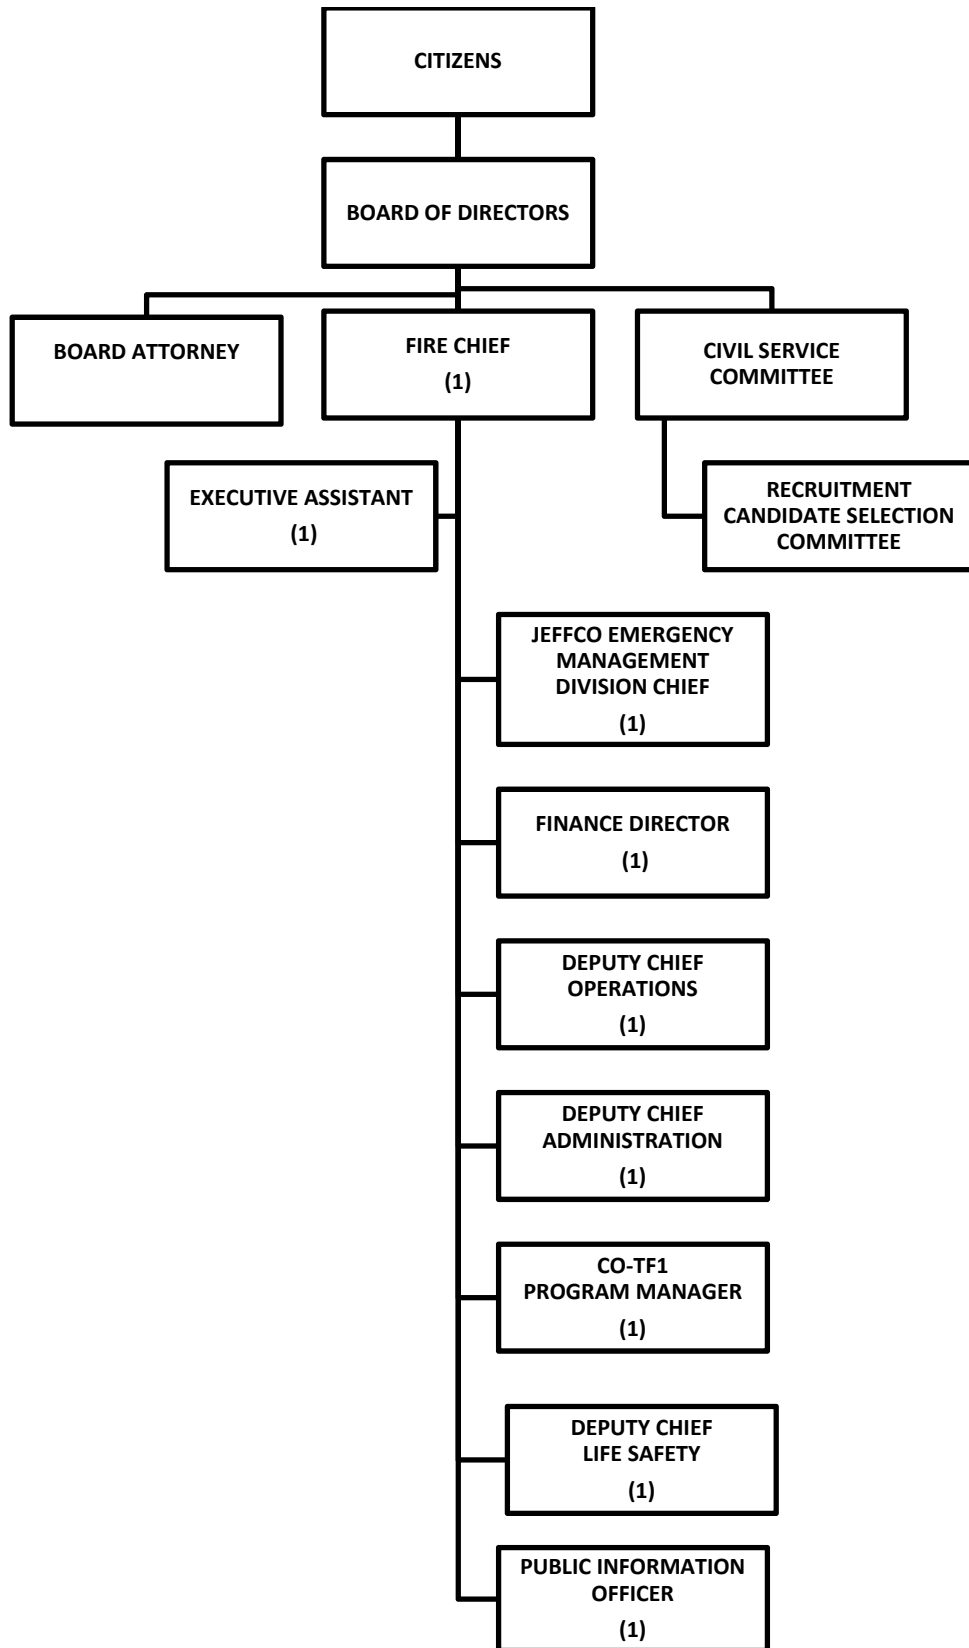 CITIZENS
BOARD OF DIRECTORS
BOARD ATTORNEY
FIRE CHIEF
(1)
CIVIL SERVICE
COMMITTEE
EXECUTIVE ASSISTANT
(1)
RECRUITMENT
CANDIDATE SELECTION
COMMITTEE
JEFFCO EMERGENCY
MANAGEMENT
DIVISION CHIEF
(1)
FINANCE DIRECTOR
(1)
DEPUTY CHIEF
OPERATIONS
(1)
DEPUTY CHIEF
ADMINISTRATION
(1)
CO-TF1
PROGRAM MANAGER
(1)
DEPUTY CHIEF
LIFE SAFETY
(1)
PUBLIC INFORMATION
OFFICER
(1)